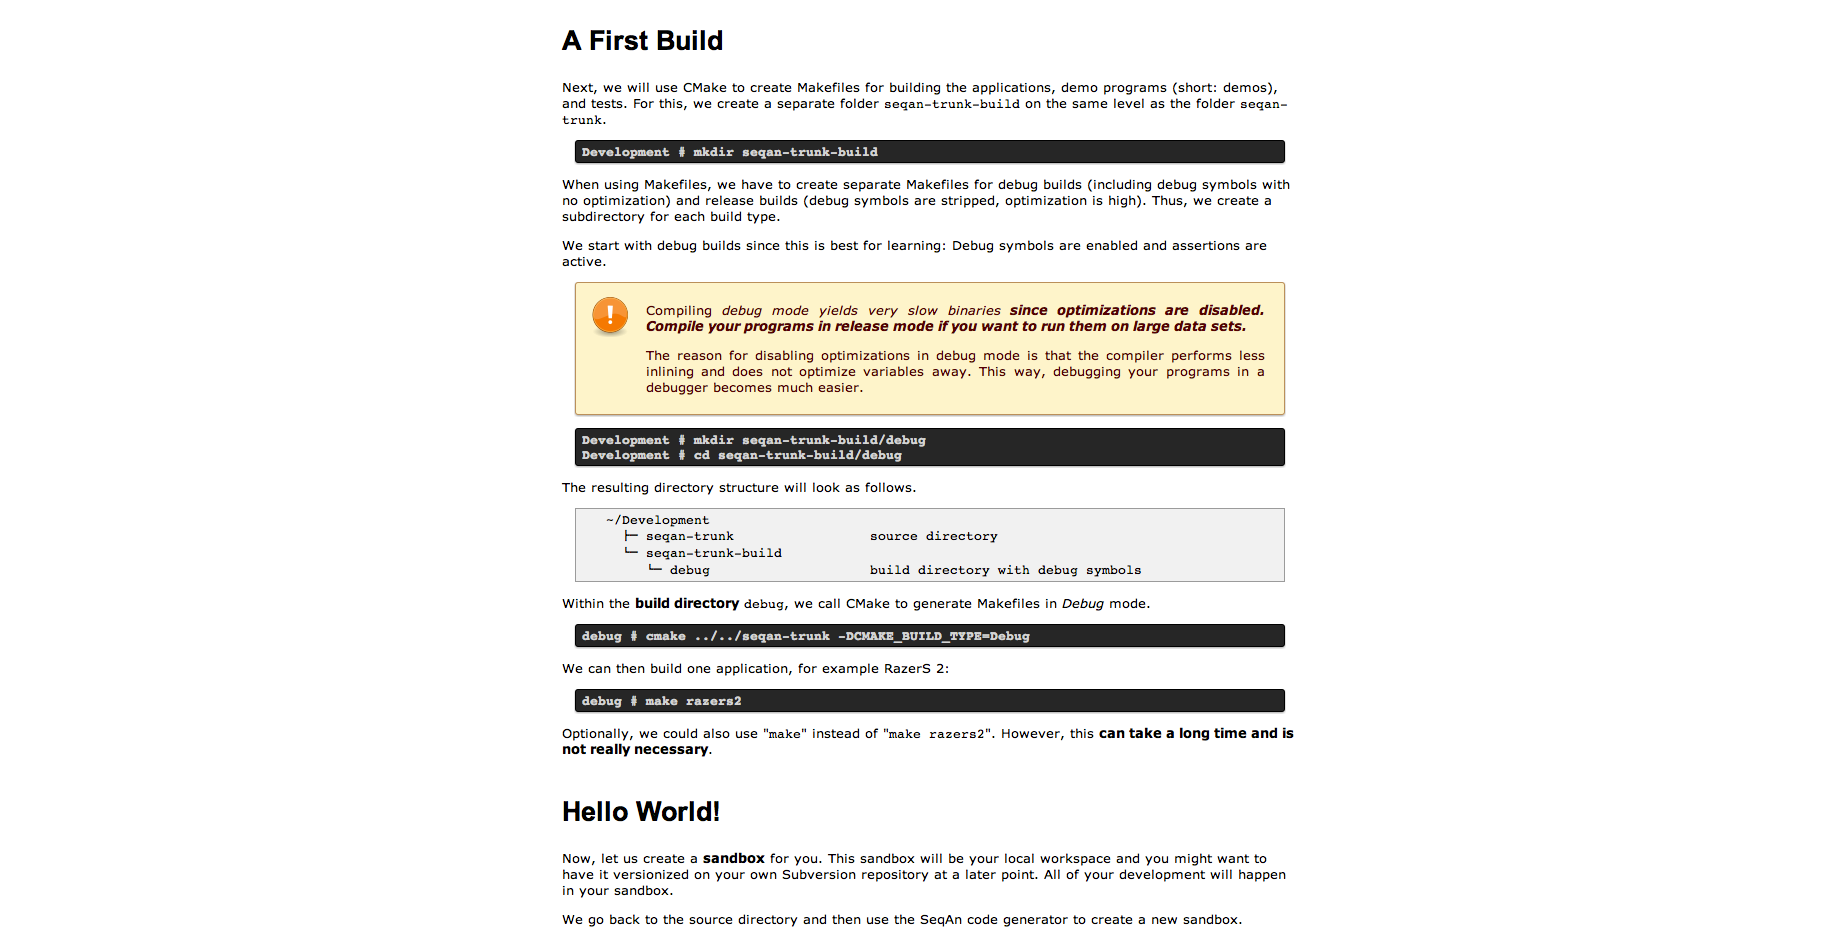 A First Build
Next, we will use CMake to create Makefiles for building the applications, demo programs (short: demos),
and tests. For this, we create a separate folder seqan-trunk-build on the same level as the folder seqan-
trunk.
Development # mkdir seqan-trunk-build
When using Makefiles, we have to create separate Makefiles for debug builds (including debug symbols with
no optimization) and release builds (debug symbols are stripped, optimization is high). Thus, we create a
subdirectory for each build type.
We start with debug builds since this is best for learning: Debug symbols are enabled and assertions are
active.
Compiling debug mode yields very slow binaries since optimizations are disabled.
Compile your programs in release mode if you want to run them on large data sets.
The reason for disabling optimizations in debug mode is that the compiler performs less
inlining and does not optimize variables away. This way, debugging your programs in a
debugger becomes much easier.
Development # mkdir seqan-trunk-build/debug
Development # cd seqan-trunk-build/debug
The resulting directory structure will look as follows.
~/Development
├─ seqan-trunk source directory
└─ seqan-trunk-build
└─ debug build directory with debug symbols
Within the build directory debug, we call CMake to generate Makefiles in Debug mode.
debug # cmake ../../seqan-trunk -DCMAKE_BUILD_TYPE=Debug
We can then build one application, for example RazerS 2:
debug # make razers2
Optionally, we could also use "make" instead of "make razers2". However, this can take a long time and is
not really necessary.
Hello World!
Now, let us create a sandbox for you. This sandbox will be your local workspace and you might want to
have it versionized on your own Subversion repository at a later point. All of your development will happen
in your sandbox.
We go back to the source directory and then use the SeqAn code generator to create a new sandbox.